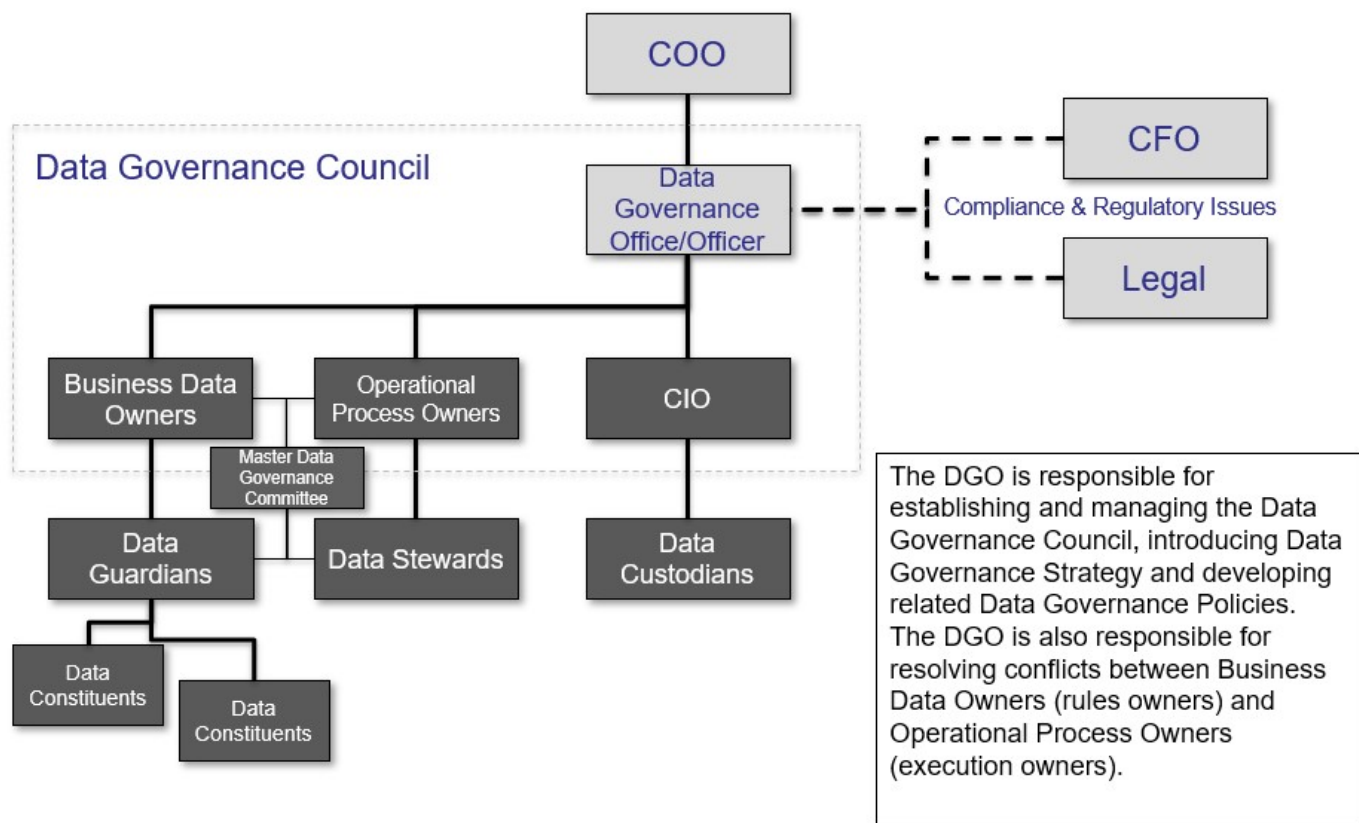 COO
CFO
Data Governance Council
Data
Governance
Office/Officer
Compliance & Regulatory Issues
Legal
Business Data
Owners
Operational
Process Owners
CIO
Master Data
Governance
Committee
Data
Guardians
Data Stewards
Data
Custodians
Data
Constituents
Data
Constituents
The DGO is responsible for
establishing and managing the Data
Governance Council, introducing Data
Governance Strategy and developing
related Data Governance Policies.
The DGO is also responsible for
resolving conflicts between Business
Data Owners (rules owners) and
Operational Process Owners
(execution owners).